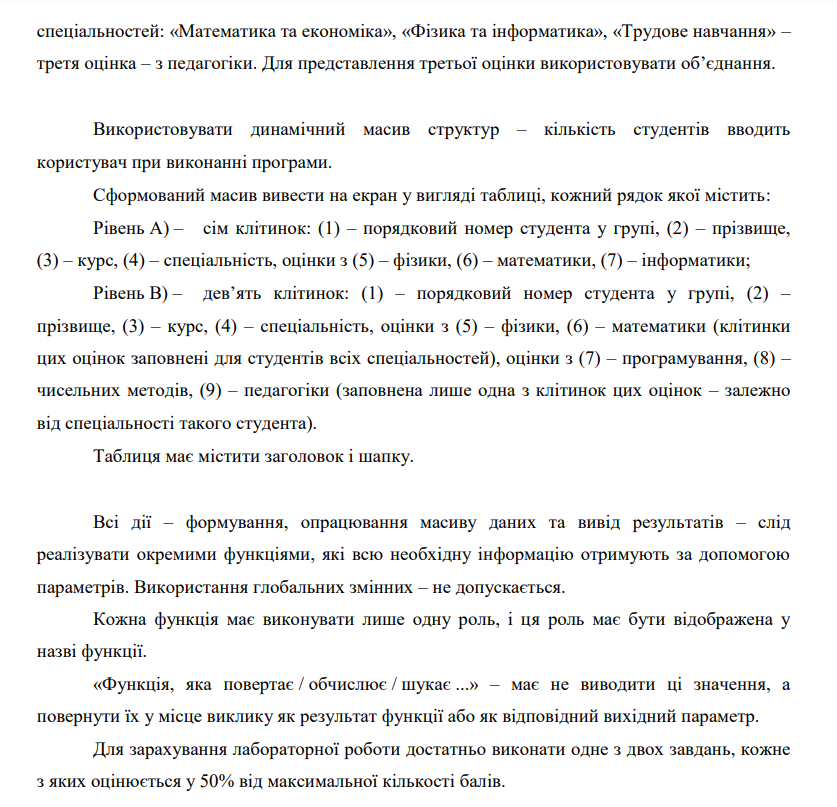 спеціальностей: «Математика та економіка», «Фізика та інформатика», «Трудове навчання» –
третя оцінка – з педагогіки. Для представлення третьої оцінки використовувати об’єднання.
Використовувати динамічний масив структур – кількість студентів вводить
користувач при виконанні програми.
Сформований масив вивести на екран у вигляді таблиці, кожний рядок якої містить:
Рівень А) – сім клітинок: (1) – порядковий номер студента у групі, (2) – прізвище,
(3) – курс, (4) – спеціальність, оцінки з (5) – фізики, (6) – математики, (7) – інформатики;
Рівень В) – дев’ять клітинок: (1) – порядковий номер студента у групі, (2) –
прізвище, (3) – курс, (4) – спеціальність, оцінки з (5) – фізики, (6) – математики (клітинки
цих оцінок заповнені для студентів всіх спеціальностей), оцінки з (7) – програмування, (8) –
чисельних методів, (9) – педагогіки (заповнена лише одна з клітинок цих оцінок – залежно
від спеціальності такого студента).
Таблиця має містити заголовок і шапку.
Всі дії – формування, опрацювання масиву даних та вивід результатів – слід
реалізувати окремими функціями, які всю необхідну інформацію отримують за допомогою
параметрів. Використання глобальних змінних – не допускається.
Кожна функція має виконувати лише одну роль, і ця роль має бути відображена у
назві функції.
«Функція, яка повертає / обчислює / шукає ...» – має не виводити ці значення, а
повернути їх у місце виклику як результат функції або як відповідний вихідний параметр.
Для зарахування лабораторної роботи достатньо виконати одне з двох завдань, кожне
з яких оцінюється у 50% від максимальної кількості балів.